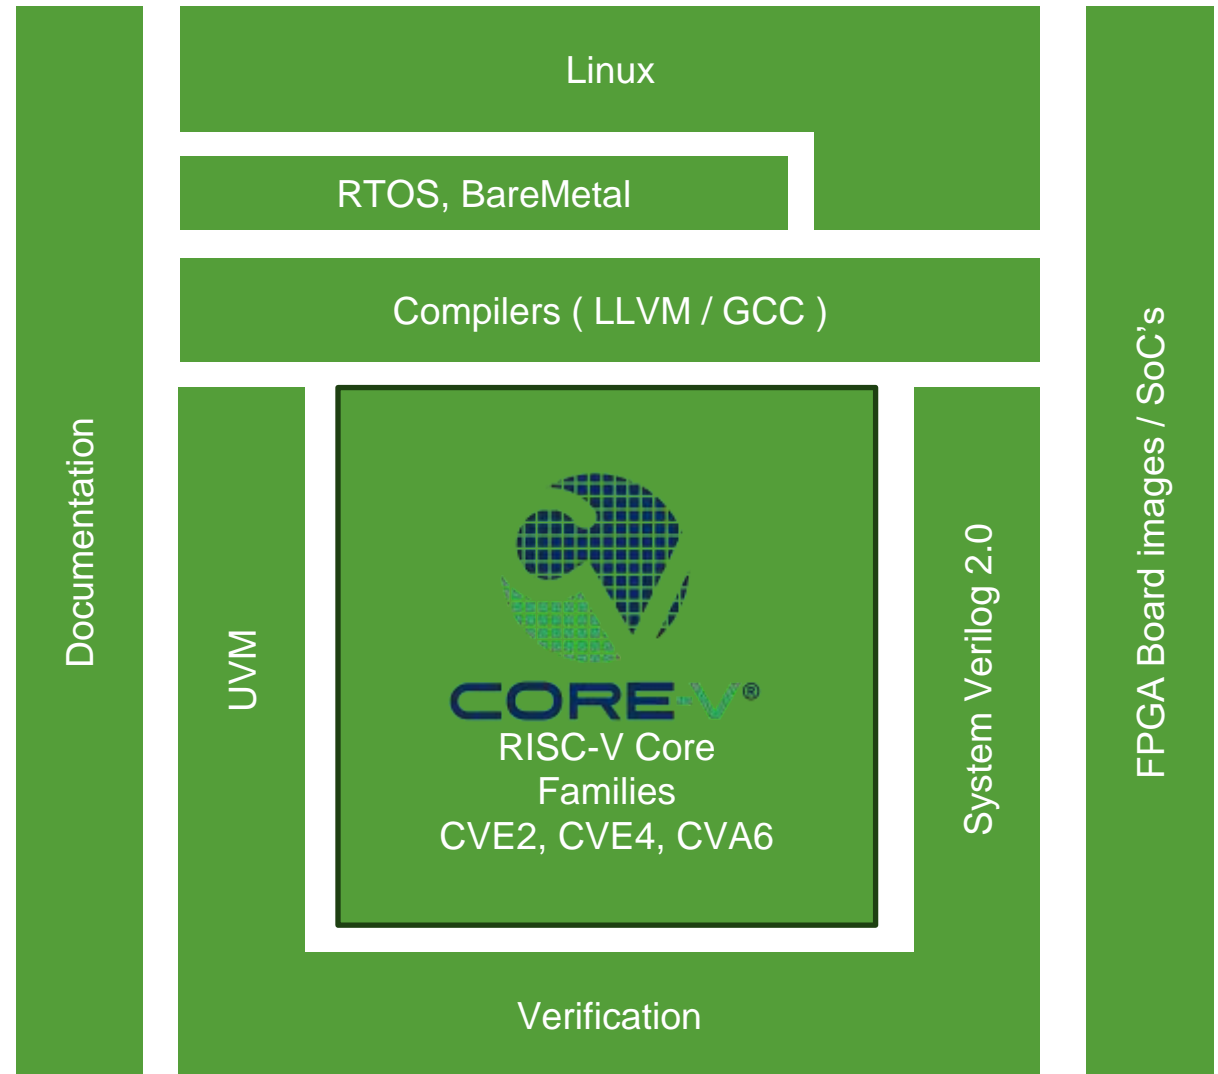 Linux
RTOS, BareMetal
Compilers ( LLVM / GCC )
Documentation
UVM
CORE-V®
RISC-V Core
Families
CVE2, CVE4, CVA6
System Verilog 2.0
FPGA Board images / SoC’s
Verification